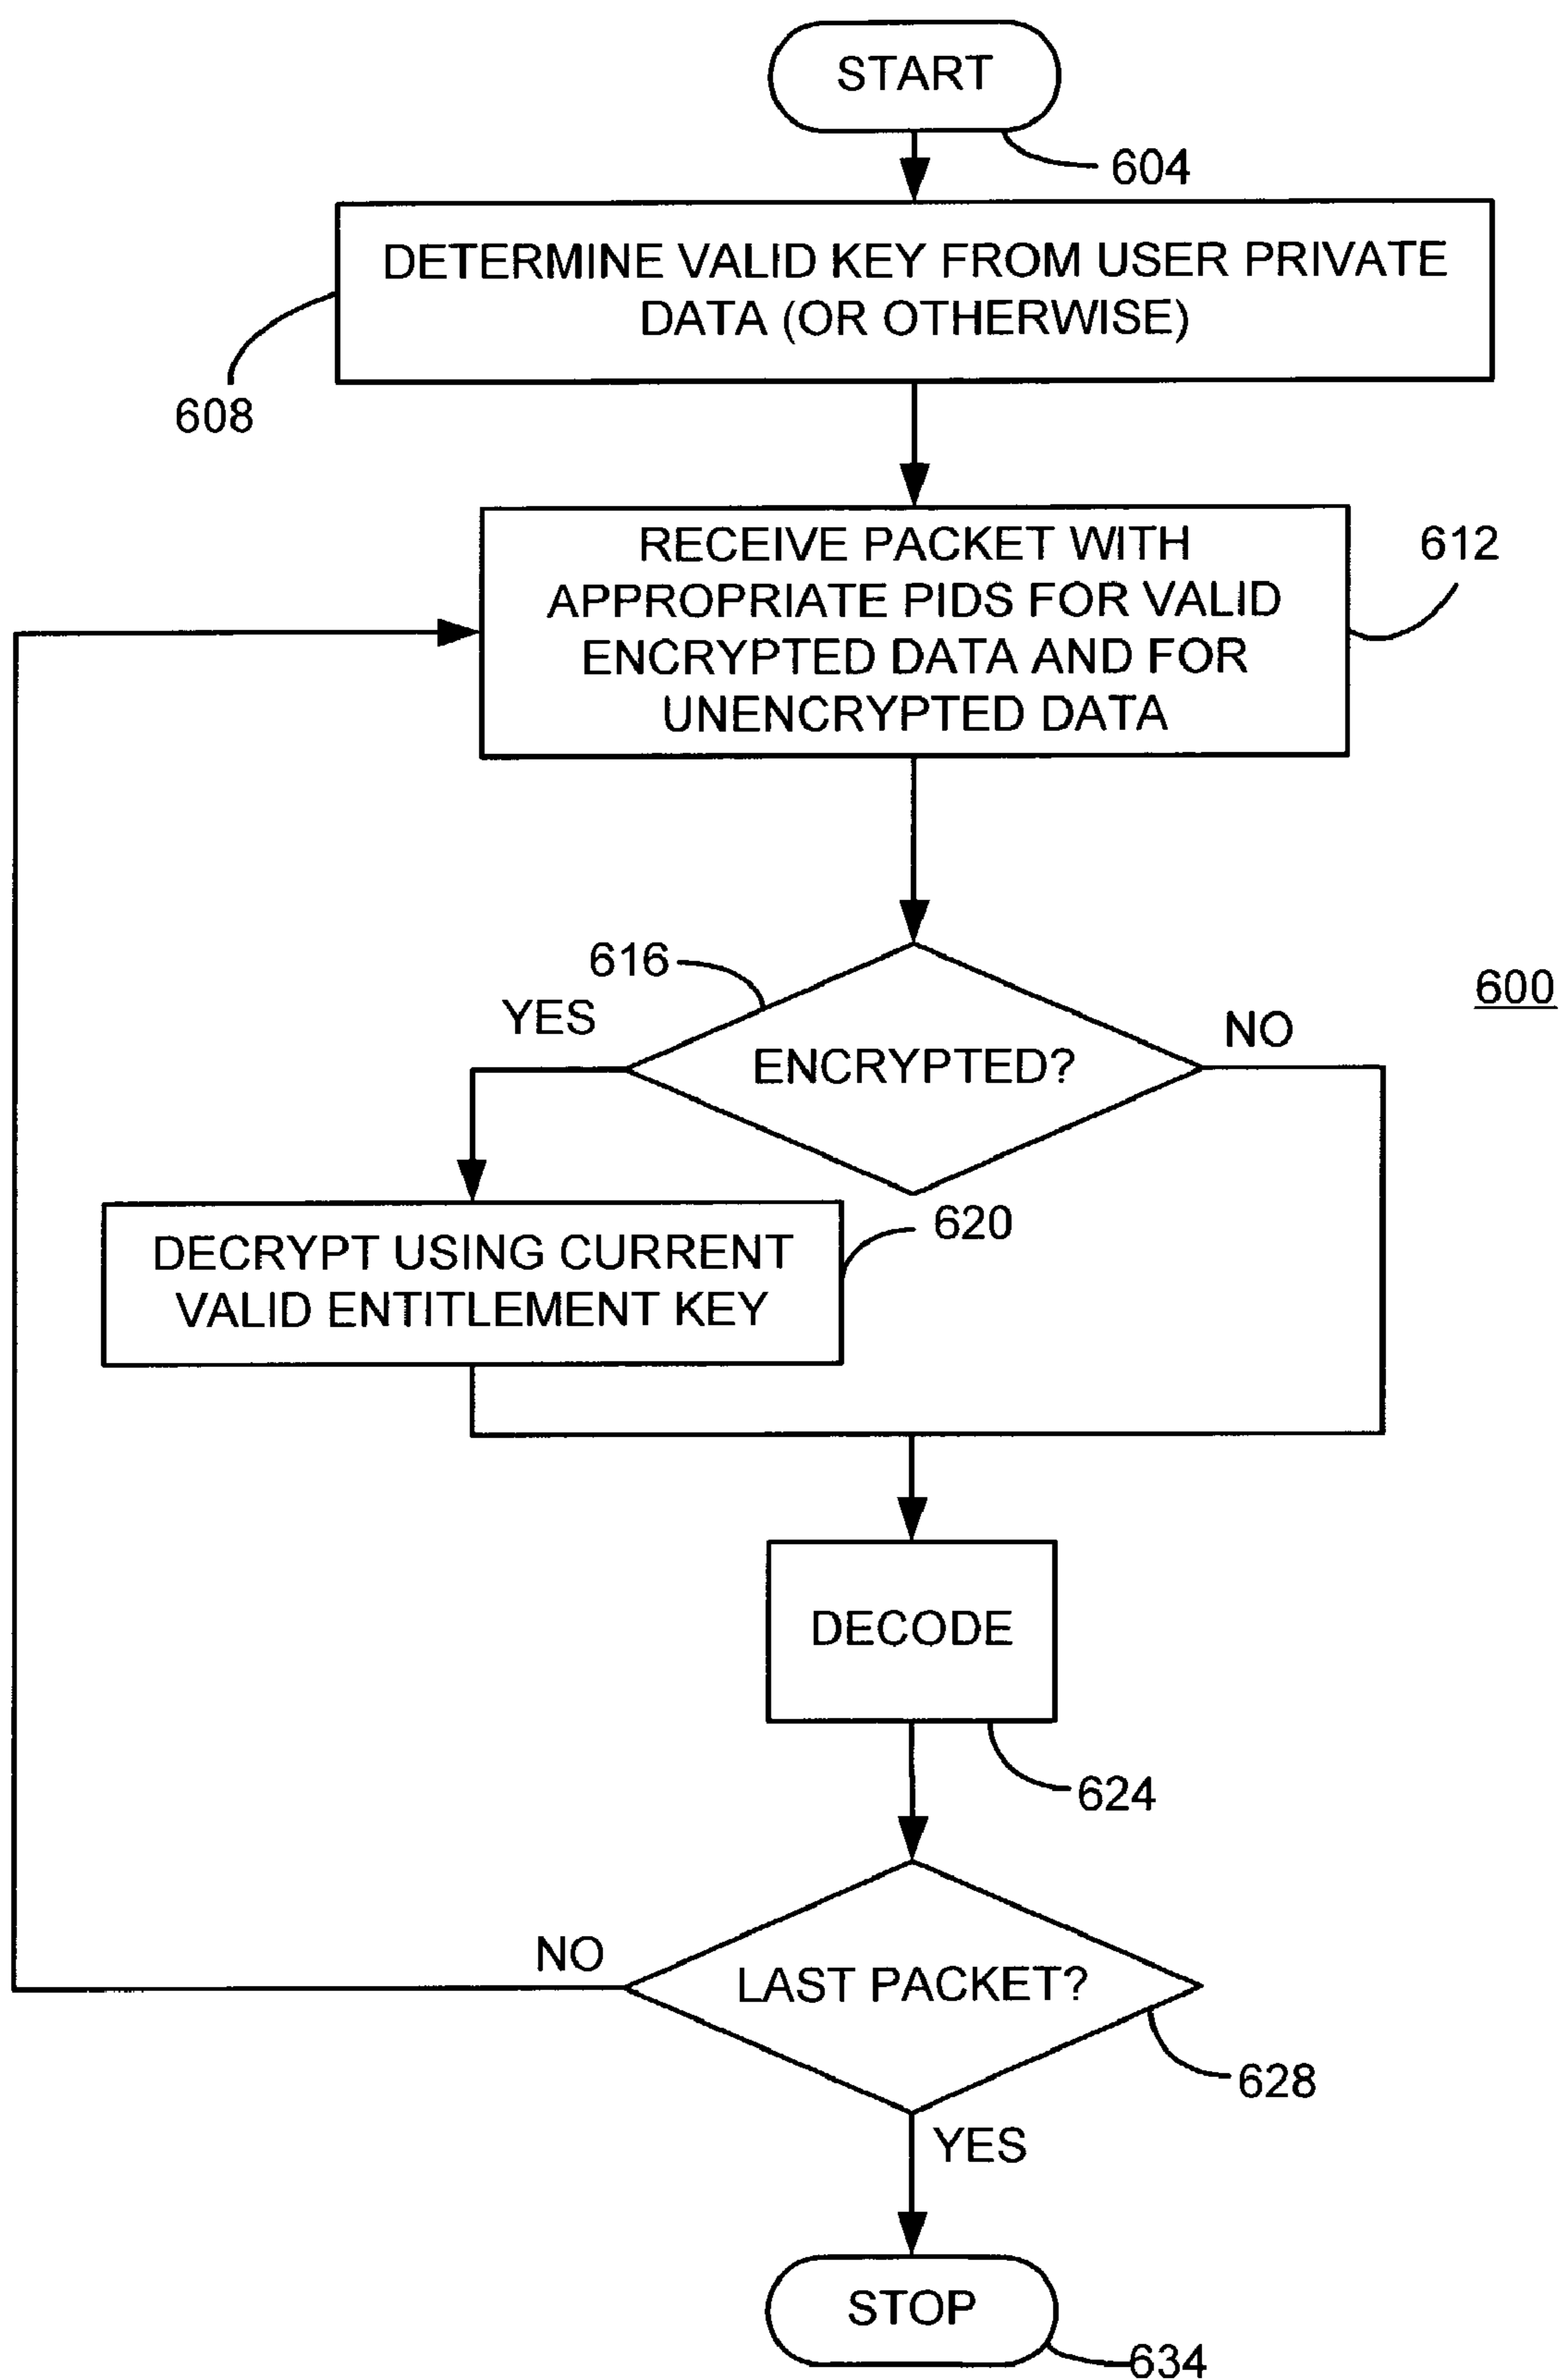 START
604
DETERMINE VALID KEY FROM USER PRIVATE
DATA (OR OTHERWISE)
608
RECEIVE PACKET WITH
APPROPRIATE PIDS FOR VALID
ENCRYPTED DATA AND FOR
UNENCRYPTED DATA
612
616
YES
ENCRYPTED?
NO
600
DECRYPT USING CURRENT
VALID ENTITLEMENT KEY
620
DECODE
624
NO
LAST PACKET?
628
YES
STOP
634